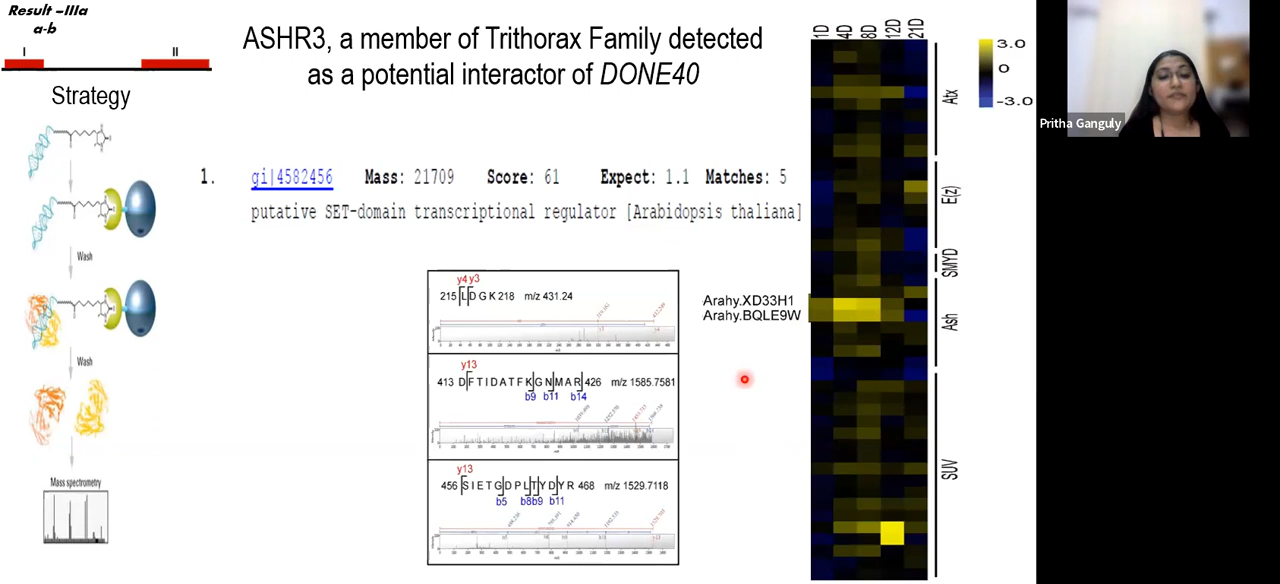 Result –IIIa
a-b
I
II
Strategy
Wash
Wash
Mass spectrometry
ASHR3, a member of Trithorax Family detected
as a potential interactor of DONE40
1. gi|4582456 Mass: 21709 Score: 61 Expect: 1.1 Matches: 5
putative SET-domain transcriptional regulator [Arabidopsis thaliana]
y4 y3
215 L D G K 218 m/z 431.24
y13
413 D F T I D A T F K G N M A R 426 m/z 1585.7581
b9 b11 b14
y13
456 S I E T G D P L T Y D Y R 468 m/z 1529.7118
b5 b8 b9 b11
Arahy.XD33H1
Arahy.BQLE9W
1D 4D 8D 12D 21D
Atx
E(z)
SMYD
Ash
SUV
3.0
0
-3.0
Pritha Ganguly